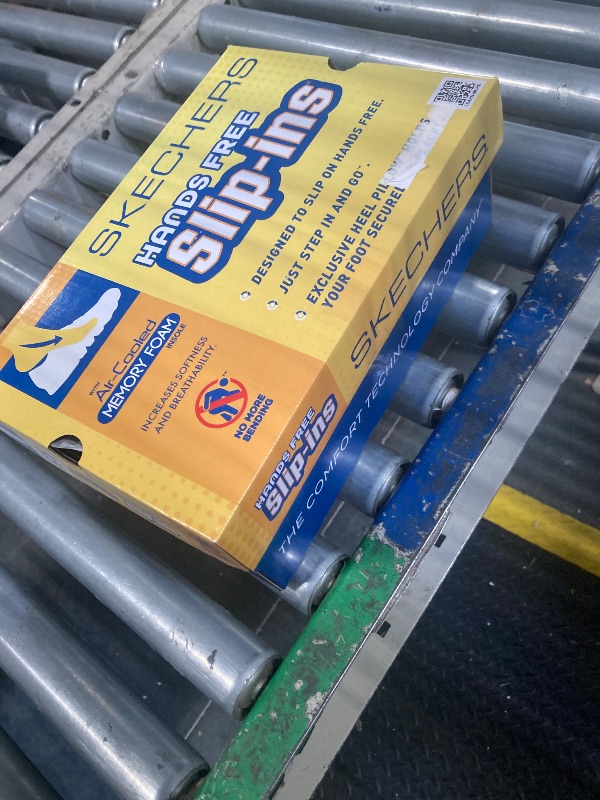 SKECHERS
HANDS FREE
Slip-ins
DESIGNED TO SLIP ON HANDS FREE.
JUST STEP IN AND GO™.
EXCLUSIVE HEEL
YOUR FOOT SECURE
WITH
Air-Cooled
MEMORY FOAM
INSOLE
INCREASES SOFTNESS
AND BREATHABILITY.
NO MORE
BENDING
SKECHERS
HANDS FREE
Slip-ins
THE COMFORT TECHNOLOGY COMPANY